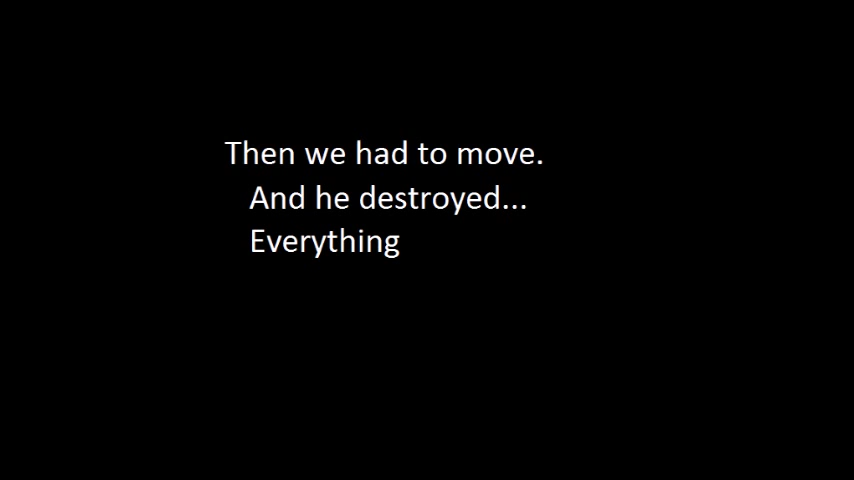 Then we had to move.
And he destroyed...
Everything